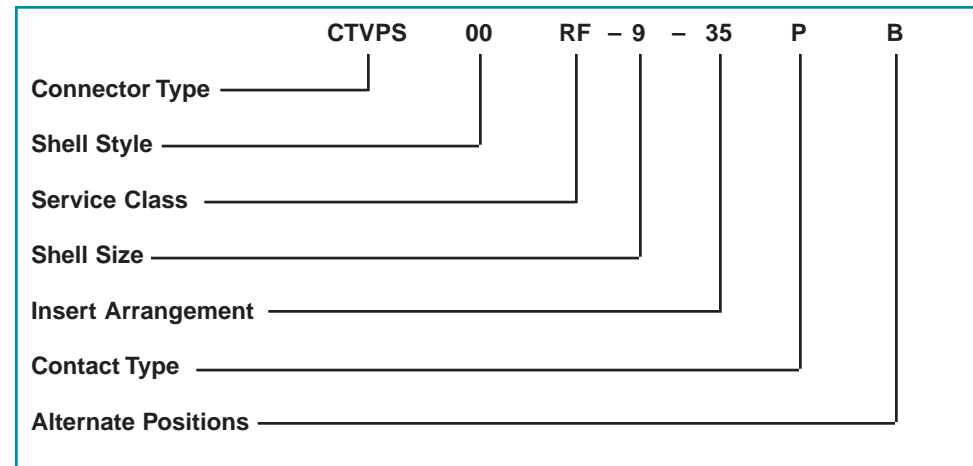 CTVPS 00 RF – 9 – 35 P B
Connector Type
Shell Style
Service Class
Shell Size
Insert Arrangement
Contact Type
Alternate Positions